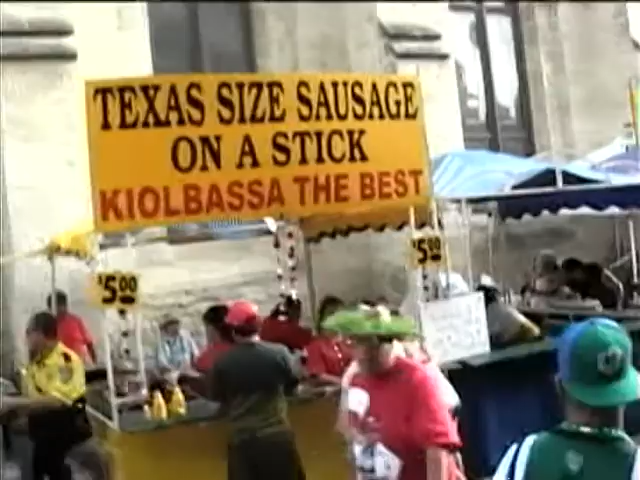 TEXAS SIZE SAUSAGE
ON A STICK
KIOLBASSA THE BEST
$5.00
$5.00